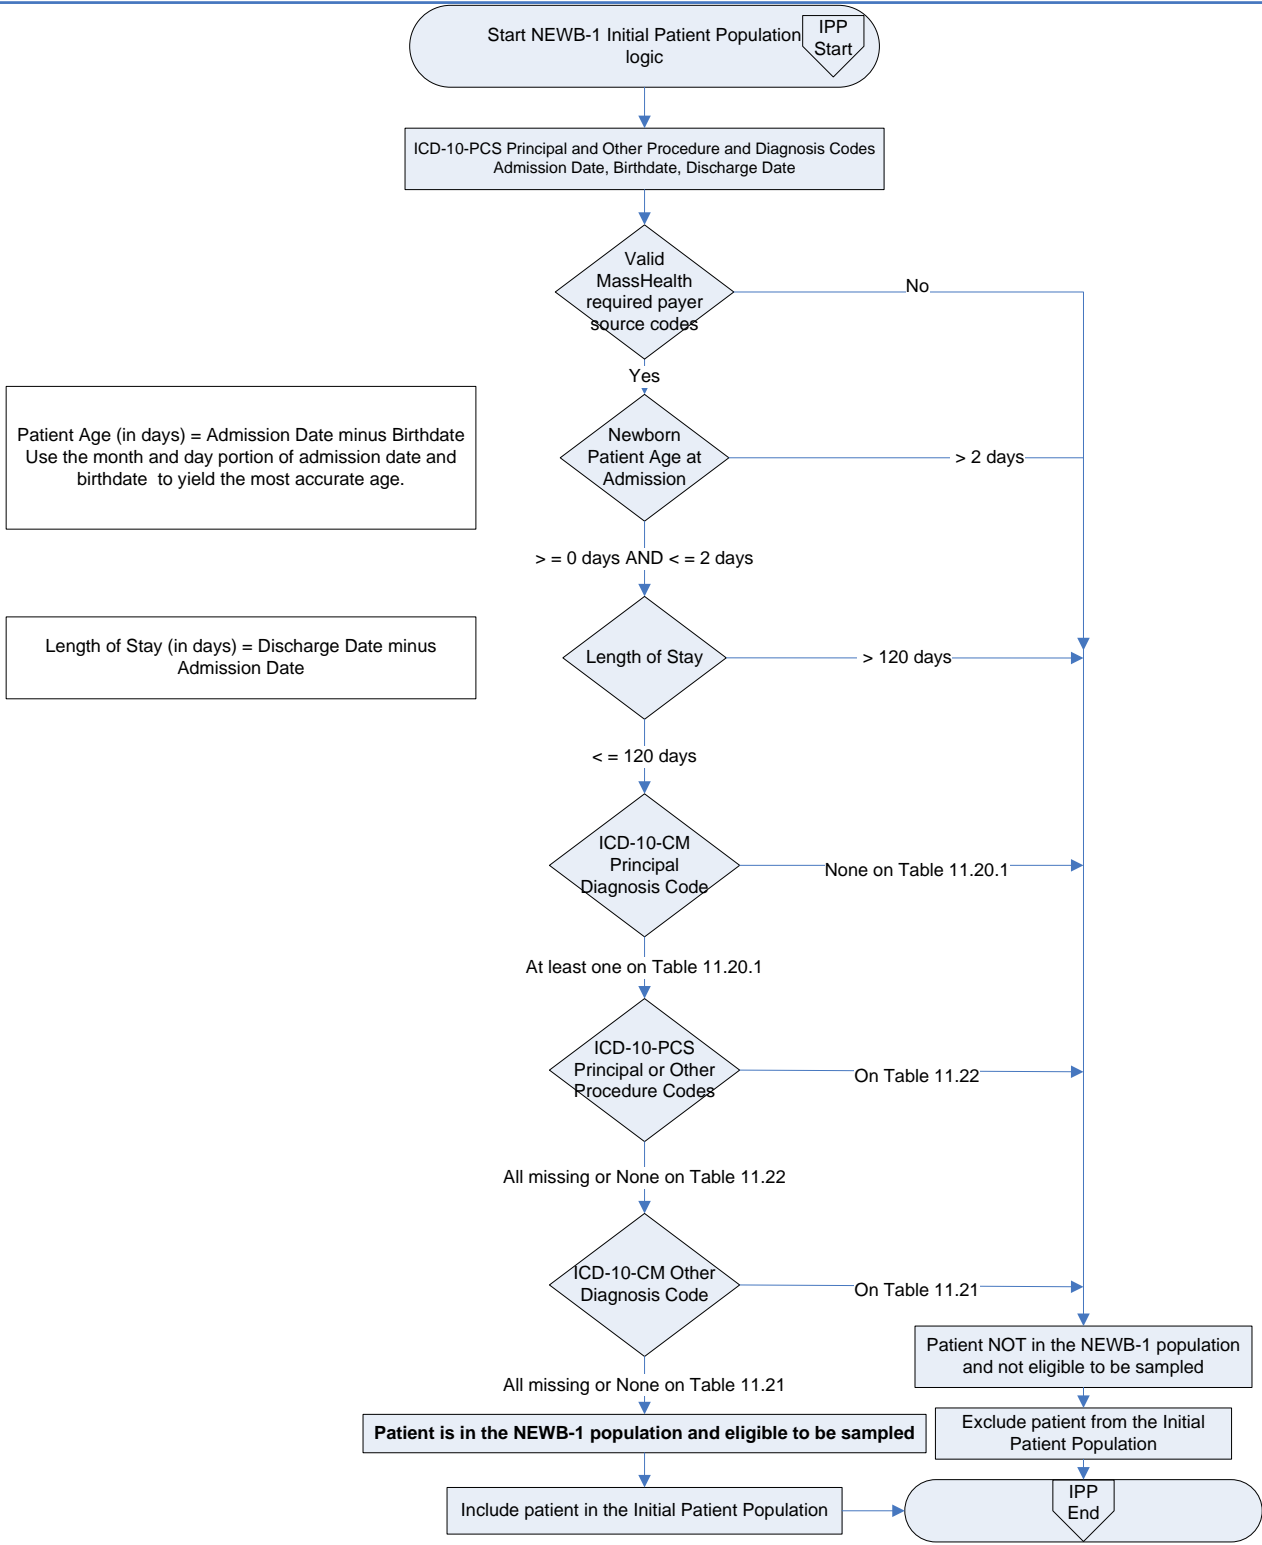 Start NEWB-1 Initial Patient Population
logic
IPP
Start
ICD-10-PCS Principal and Other Procedure and Diagnosis Codes
Admission Date, Birthdate, Discharge Date
Valid
MassHealth
required payer
source codes
No
Yes
Patient Age (in days) = Admission Date minus Birthdate
Use the month and day portion of admission date and
birthdate to yield the most accurate age.
Newborn
Patient Age at
Admission
> 2 days
> = 0 days AND < = 2 days
Length of Stay (in days) = Discharge Date minus
Admission Date
Length of Stay
> 120 days
< = 120 days
ICD-10-CM
Principal
Diagnosis Code
None on Table 11.20.1
At least one on Table 11.20.1
ICD-10-PCS
Principal or Other
Procedure Codes
On Table 11.22
All missing or None on Table 11.22
ICD-10-CM Other
Diagnosis Code
On Table 11.21
All missing or None on Table 11.21
Patient NOT in the NEWB-1 population
and not eligible to be sampled
Patient is in the NEWB-1 population and eligible to be sampled
Exclude patient from the Initial
Patient Population
Include patient in the Initial Patient Population
IPP
End